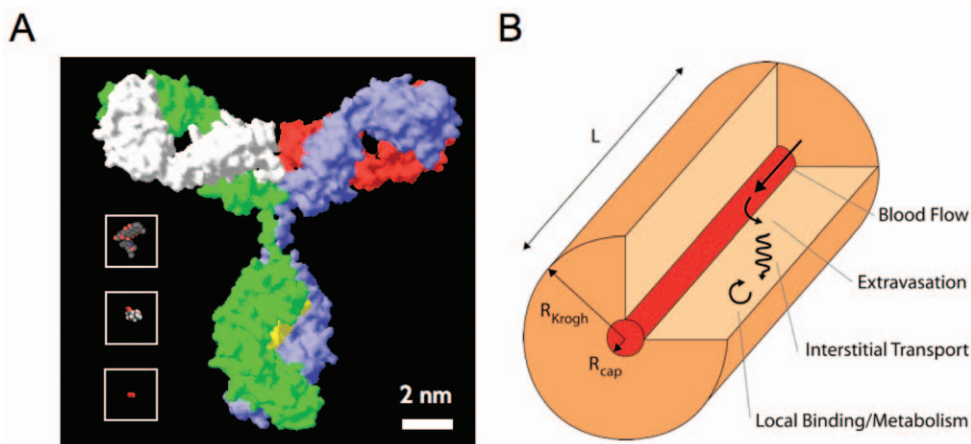 A
2 nm
B
L
R_Krogh
R_cap
Blood Flow
Extravasation
Interstitial Transport
Local Binding/Metabolism